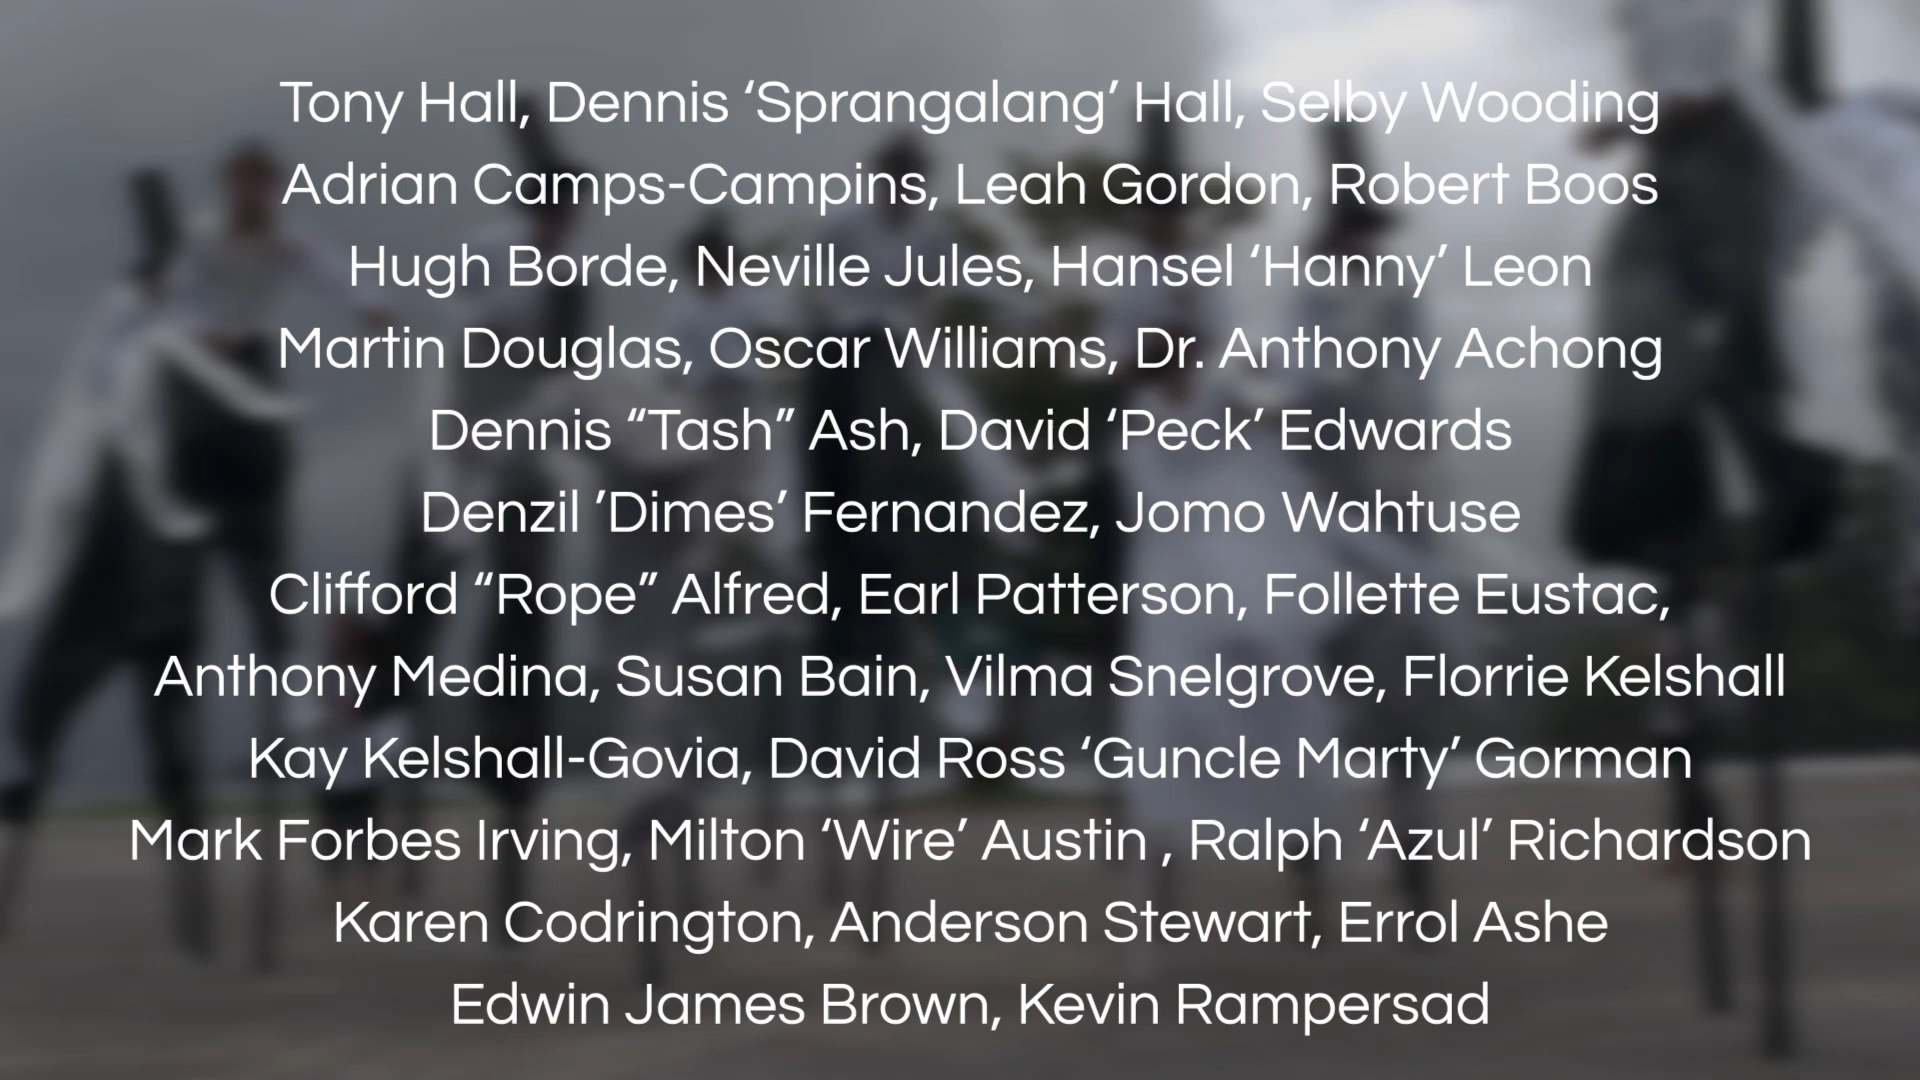 Tony Hall, Dennis ‘Sprangalang’ Hall, Selby Wooding
Adrian Camps-Campins, Leah Gordon, Robert Boos
Hugh Borde, Neville Jules, Hansel ‘Hanny’ Leon
Martin Douglas, Oscar Williams, Dr. Anthony Achong
Dennis “Tash” Ash, David ‘Peck’ Edwards
Denzil ’Dimes’ Fernandez, Jomo Wahtuse
Clifford “Rope” Alfred, Earl Patterson, Follette Eustac,
Anthony Medina, Susan Bain, Vilma Snelgrove, Florrie Kelshall
Kay Kelshall-Govia, David Ross ‘Guncle Marty’ Gorman
Mark Forbes Irving, Milton ‘Wire’ Austin , Ralph ‘Azul’ Richardson
Karen Codrington, Anderson Stewart, Errol Ashe
Edwin James Brown, Kevin Rampersad